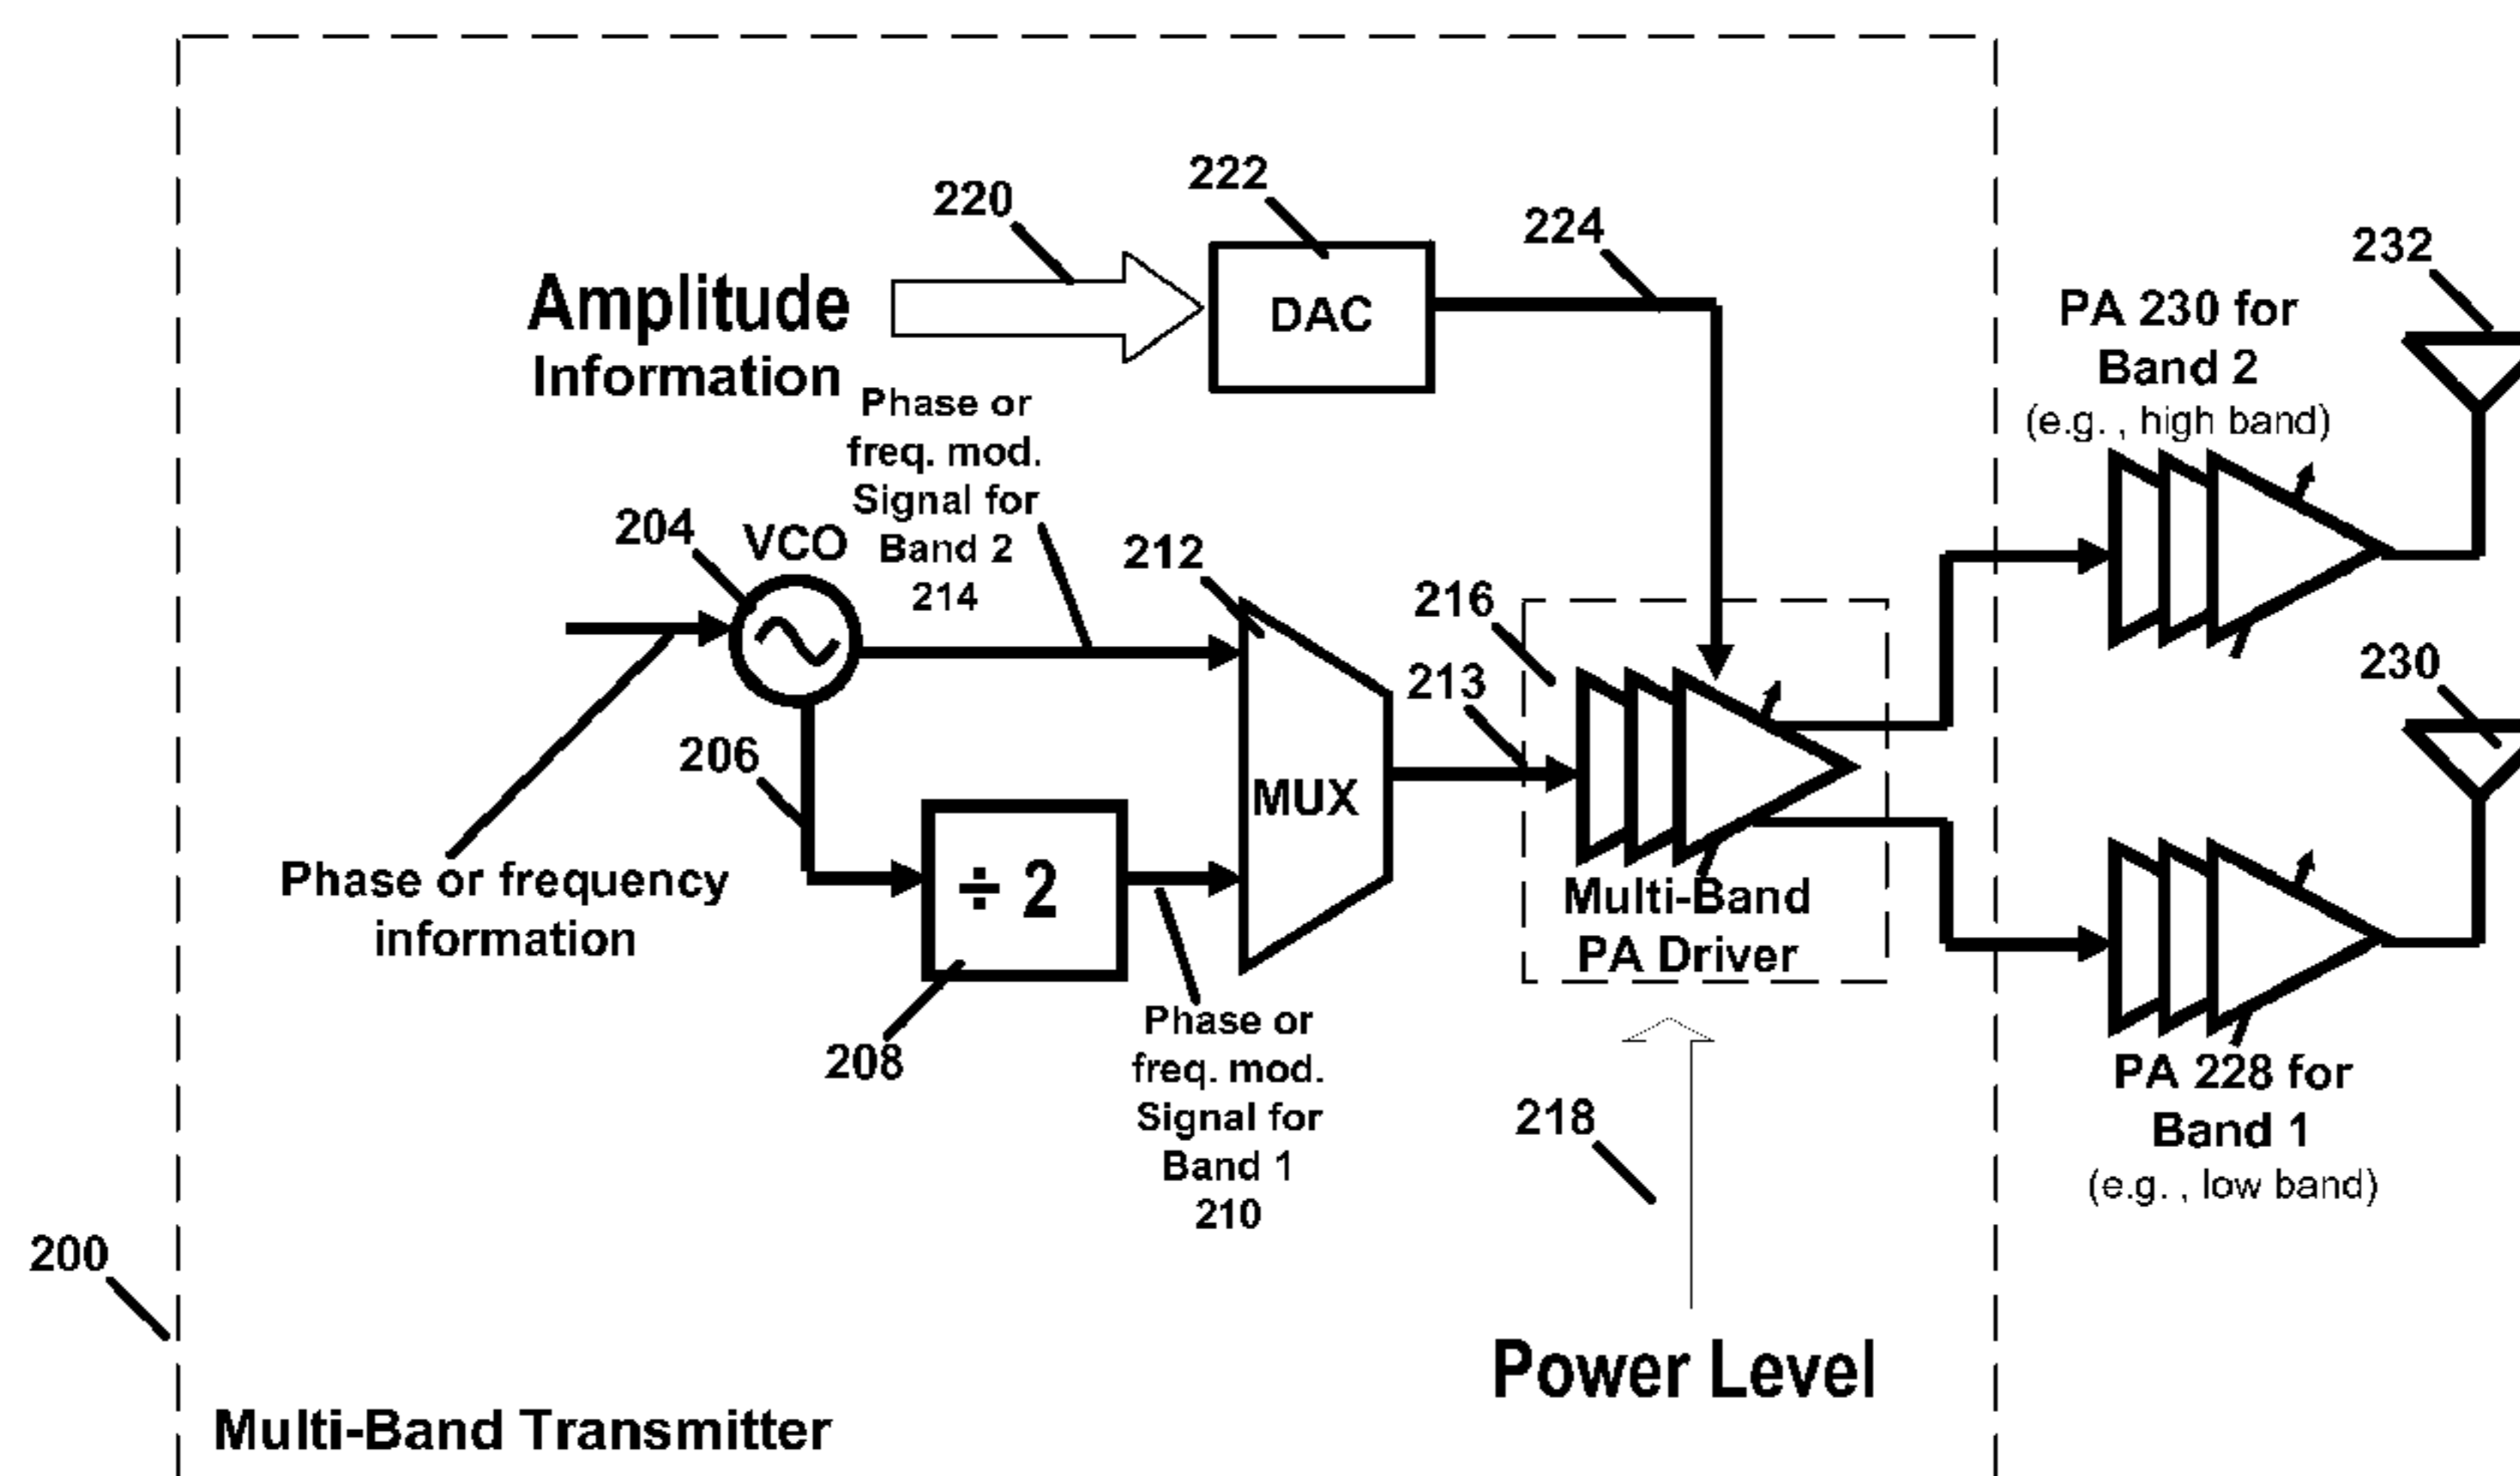 220
222
224
232
Amplitude
Information
DAC
PA 230 for
Band 2
(e.g. , high band)
Phase or
freq. mod.
Signal for
Band 2
214
204
VCO
212
216
213
230
206
MUX
÷ 2
Phase or frequency
information
Multi-Band
PA Driver
208
Phase or
freq. mod.
Signal for
Band 1
210
218
PA 228 for
Band 1
(e.g. , low band)
200
Power Level
Multi-Band Transmitter